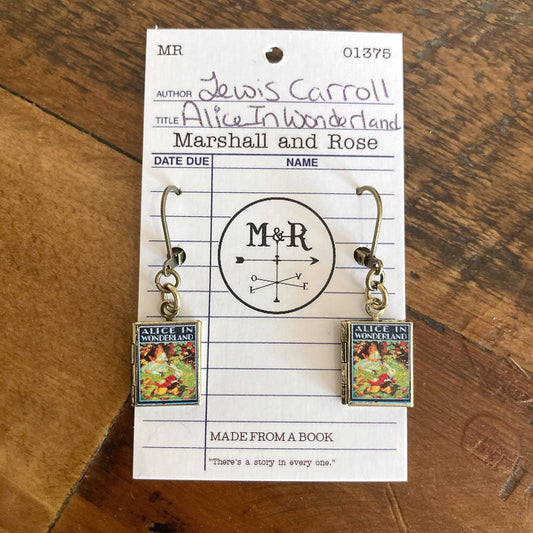 MR 01375
AUTHOR Lewis Carroll
TITLE Alice In Wonderland
Marshall and Rose
DATE DUE NAME
M&R
L O V E
ALICE IN WONDERLAND
ALICE IN WONDERLAND
MADE FROM A BOOK
"There's a story in every one."